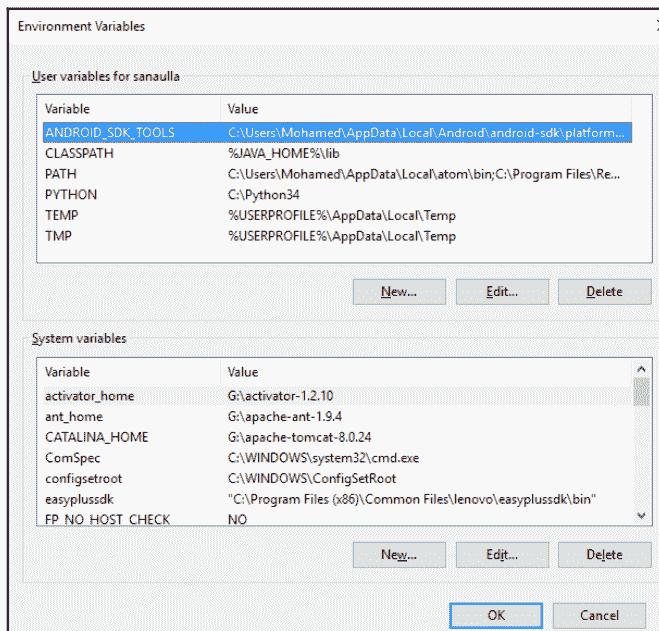 Environment Variables
User variables for sanaulla
Variable Value
ANDROID_SDK_TOOLS C:\Users\Mohamed\AppData\Local\Android\android-sdk\platform...
CLASSPATH %JAVA_HOME%\lib
PATH C:\Users\Mohamed\AppData\Local\atom\bin;C:\Program Files\Re...
PYTHON C:\Python34
TEMP %USERPROFILE%\AppData\Local\Temp
TMP %USERPROFILE%\AppData\Local\Temp
New... Edit... Delete
System variables
Variable Value
activator_home G:\activator-1.2.10
ant_home G:\apache-ant-1.9.4
CATALINA_HOME G:\apache-tomcat-8.0.24
ComSpec C:\WINDOWS\system32\cmd.exe
configsetroot C:\WINDOWS\ConfigSetRoot
easyplussdk "C:\Program Files (x86)\Common Files\lenovo\easyplussdk\bin"
FP_NO_HOST_CHECK NO
New... Edit... Delete
OK Cancel